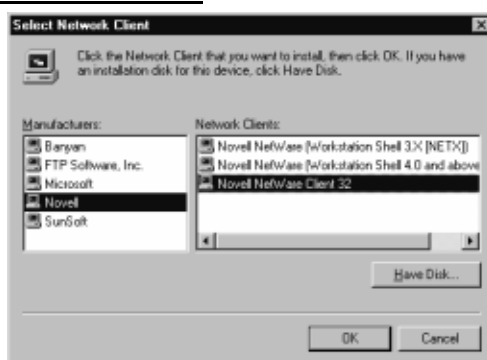 Select Network Client
Click the Network Client that you want to install, then click OK. If you have
an installation disk for this device, click Have Disk.
Manufacturers:
Banyan
FTP Software, Inc.
Microsoft
Novell
SunSoft
Network Clients:
Novell NetWare (Workstation Shell 3.X [NETX])
Novell NetWare (Workstation Shell 4.0 and above
Novell NetWare Client 32
Have Disk...
OK
Cancel